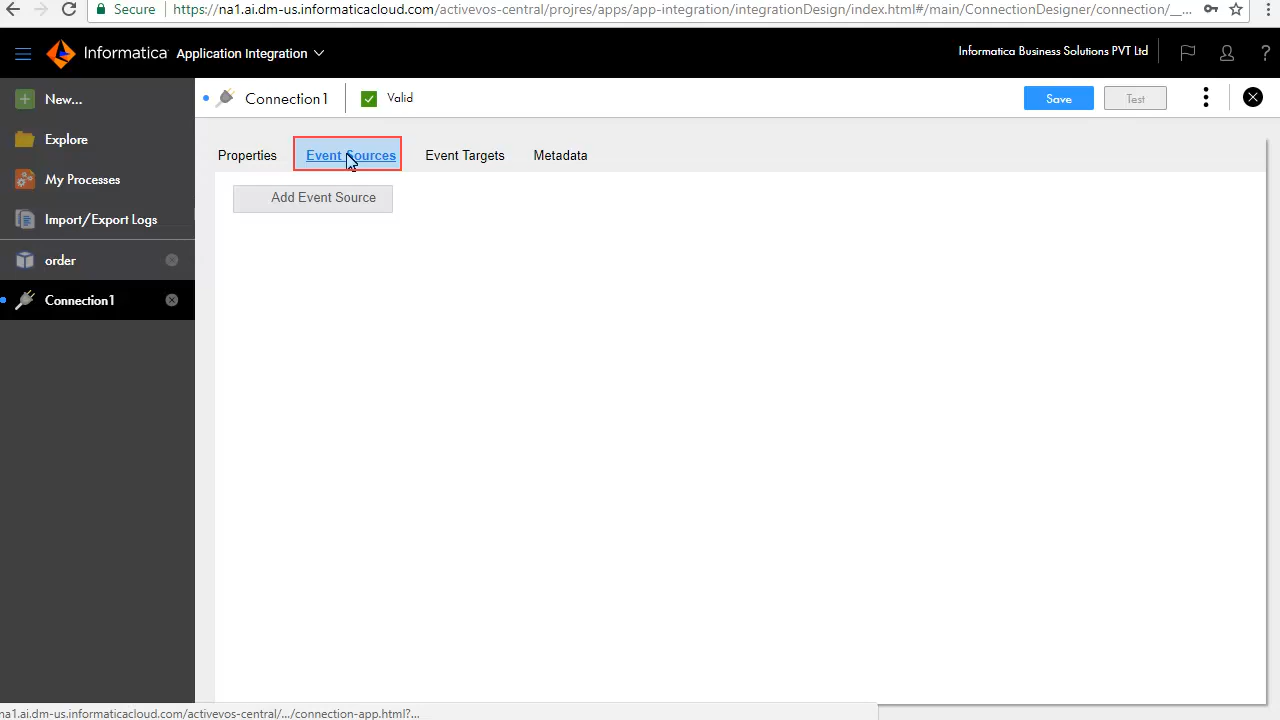 Secure https://na1.ai.dm-us.informaticacloud.com/activevos-central/projres/apps/app-integration/integrationDesign/index.html#/main/ConnectionDesigner/connection/__...
Informatica Application Integration Informatica Business Solutions PVT Ltd ?
New...
Connection1 Valid Save Test
Explore
Properties Event Sources Event Targets Metadata
My Processes
Add Event Source
Import/Export Logs
order
Connection1
na1.ai.dm-us.informaticacloud.com/activevos-central/.../connection-app.html?...